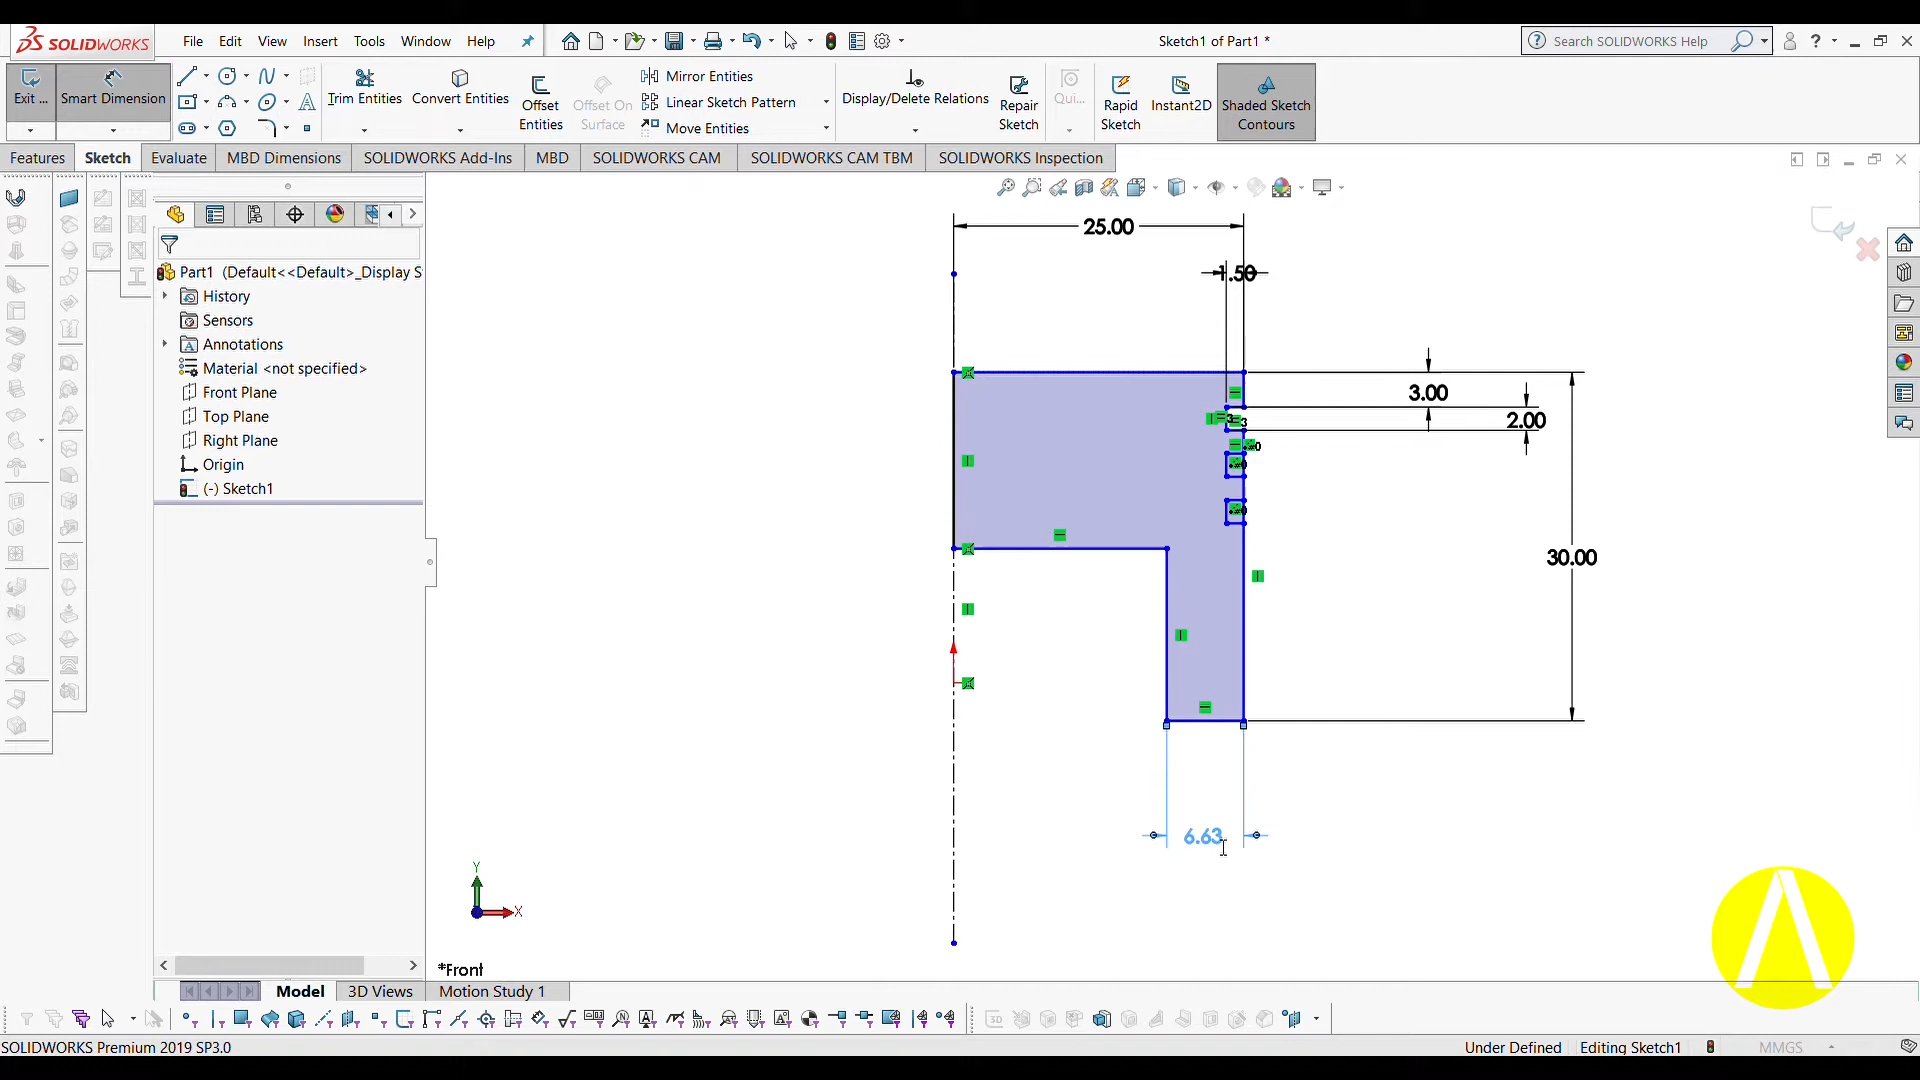 SOLIDWORKS
File Edit View Insert Tools Window Help
Sketch1 of Part1 *
Search SOLIDWORKS Help
Exit ...
Smart Dimension
Trim Entities
Convert Entities
Offset Entities
Offset On Surface
Mirror Entities
Linear Sketch Pattern
Move Entities
Display/Delete Relations
Repair Sketch
Qui...
Rapid Sketch
Instant2D
Shaded Sketch Contours
Features Sketch Evaluate MBD Dimensions SOLIDWORKS Add-Ins MBD SOLIDWORKS CAM SOLIDWORKS CAM TBM SOLIDWORKS Inspection
Part1 (Default<<Default>_Display S
History
Sensors
Annotations
Material <not specified>
Front Plane
Top Plane
Right Plane
Origin
(-) Sketch1
25.00
1.50
3.00
2.00
30.00
6.63
Y
X
*Front
Model 3D Views Motion Study 1
SOLIDWORKS Premium 2019 SP3.0
Under Defined Editing Sketch1 MMGS